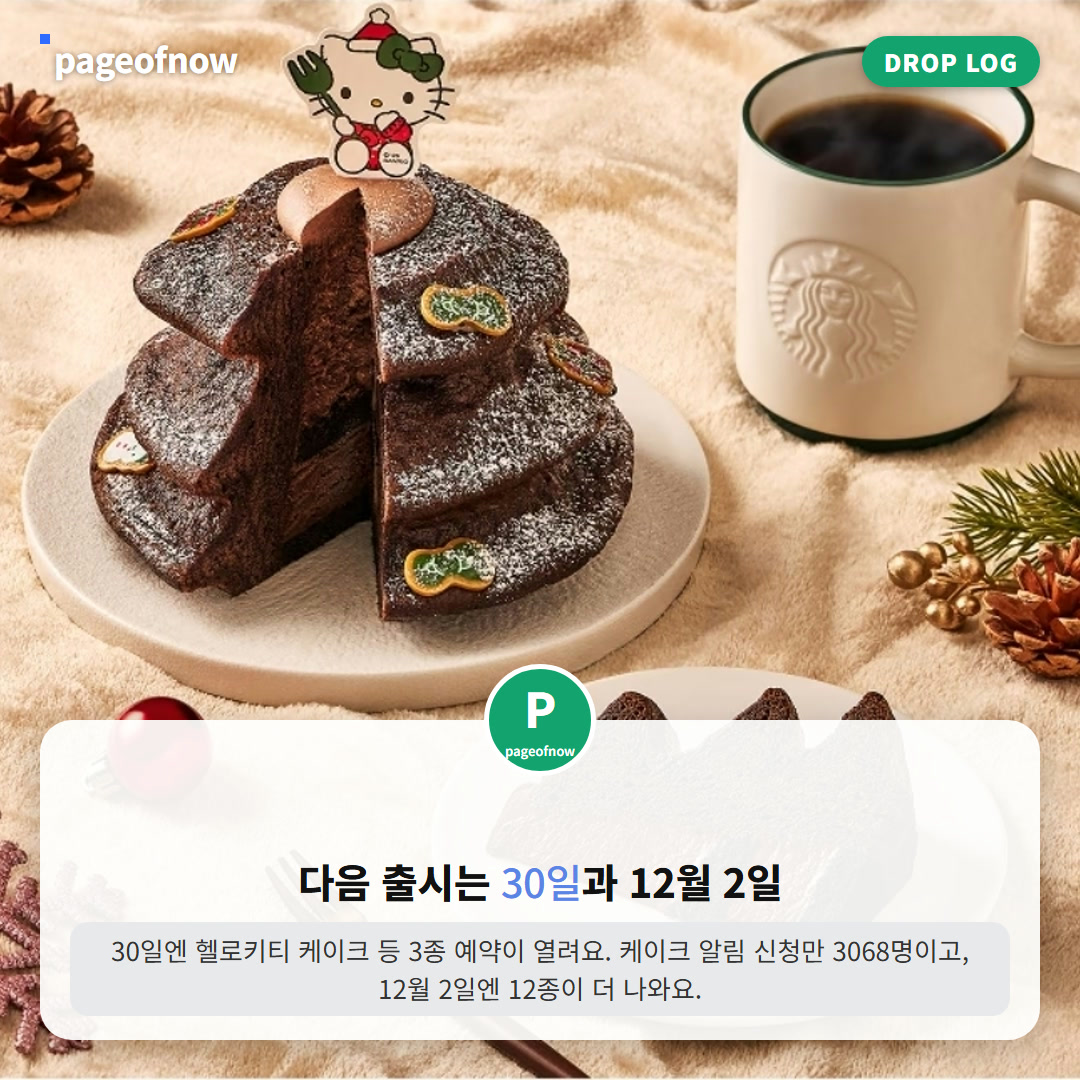 pageofnow
DROP LOG
P
pageofnow
다음 출시는 30일과 12월 2일
30일엔 헬로키티 케이크 등 3종 예약이 열려요. 케이크 알림 신청만 3068명이고,
12월 2일엔 12종이 더 나와요.